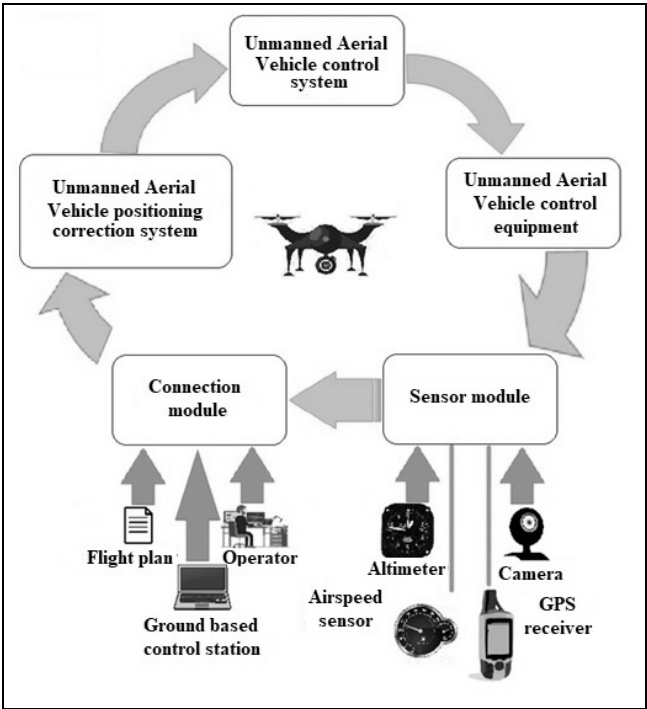 Unmanned Aerial
Vehicle control
system
Unmanned Aerial
Vehicle positioning
correction system
Unmanned Aerial
Vehicle control
equipment
Connection
module
Sensor module
Flight plan
Operator
Ground based
control station
Altimeter
Camera
Airspeed
sensor
GPS
receiver